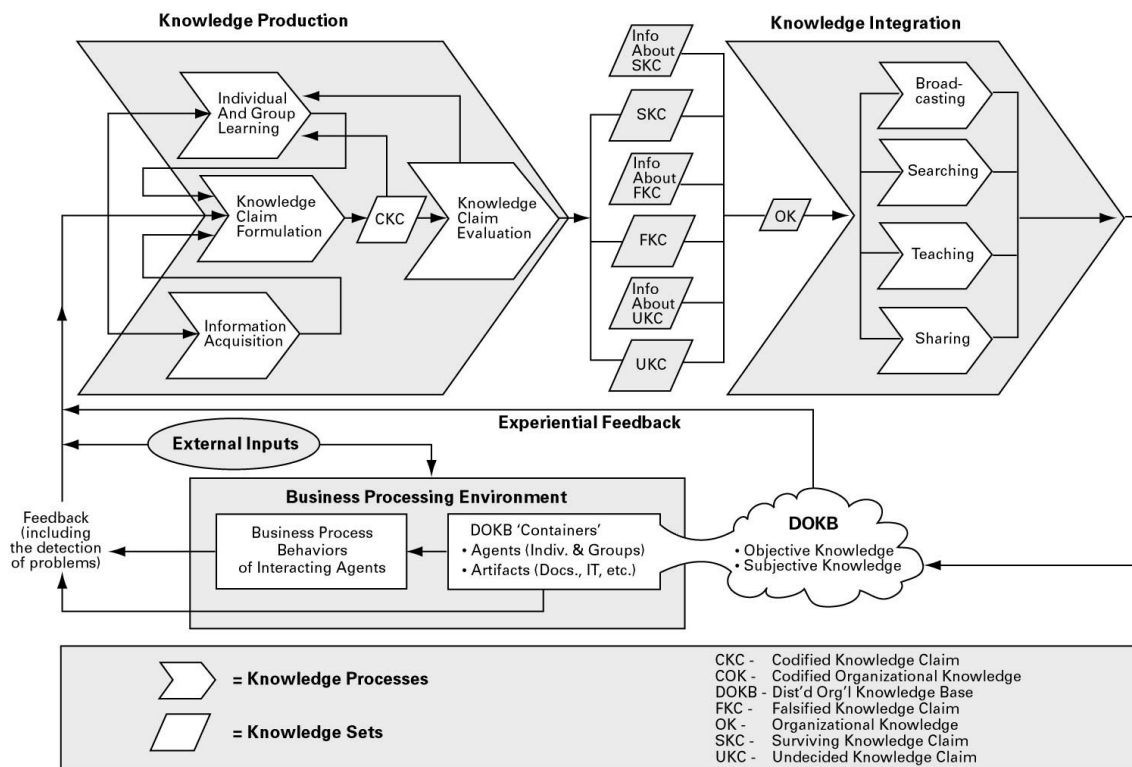 Knowledge Production
Knowledge Integration
Individual
And Group
Learning
Knowledge
Claim
Formulation
Information
Acquisition
CKC
Knowledge
Claim
Evaluation
Info
About
SKC
SKC
Info
About
FKC
FKC
Info
About
UKC
UKC
OK
Broad-
casting
Searching
Teaching
Sharing
Experiential Feedback
External Inputs
Feedback
(including
the detection
of problems)
Business Processing Environment
Business Process
Behaviors
of Interacting Agents
DOKB 'Containers'
• Agents (Indiv. & Groups)
• Artifacts (Docs., IT, etc.)
DOKB
• Objective Knowledge
• Subjective Knowledge
= Knowledge Processes
= Knowledge Sets
CKC - Codified Knowledge Claim
COK - Codified Organizational Knowledge
DOKB - Dist'd Org'l Knowledge Base
FKC - Falsified Knowledge Claim
OK - Organizational Knowledge
SKC - Surviving Knowledge Claim
UKC - Undecided Knowledge Claim